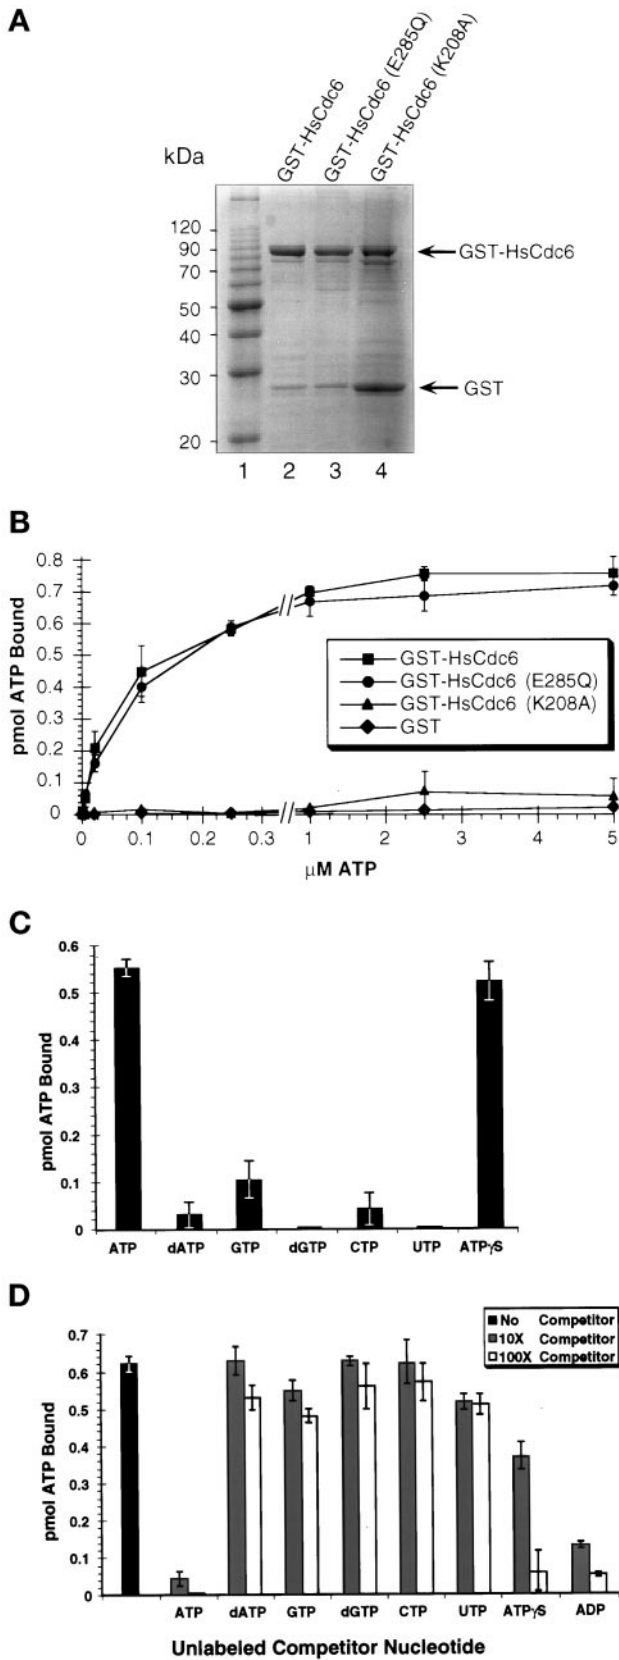 A
kDa
GST-HsCdc6
GST-HsCdc6 (E285Q)
GST-HsCdc6 (K208A)
120
90
70
50
40
30
20
GST-HsCdc6
GST
1 2 3 4
B
pmol ATP Bound
0.8
0.7
0.6
0.5
0.4
0.3
0.2
0.1
0
GST-HsCdc6
GST-HsCdc6 (E285Q)
GST-HsCdc6 (K208A)
GST
0 0.1 0.2 0.3 1 2 3 4 5
μM ATP
C
pmol ATP Bound
0.6
0.5
0.4
0.3
0.2
0.1
0
ATP dATP GTP dGTP CTP UTP ATPγS
D
No Competitor
10X Competitor
100X Competitor
pmol ATP Bound
0.7
0.6
0.5
0.4
0.3
0.2
0.1
0
ATP dATP GTP dGTP CTP UTP ATPγS ADP
Unlabeled Competitor Nucleotide